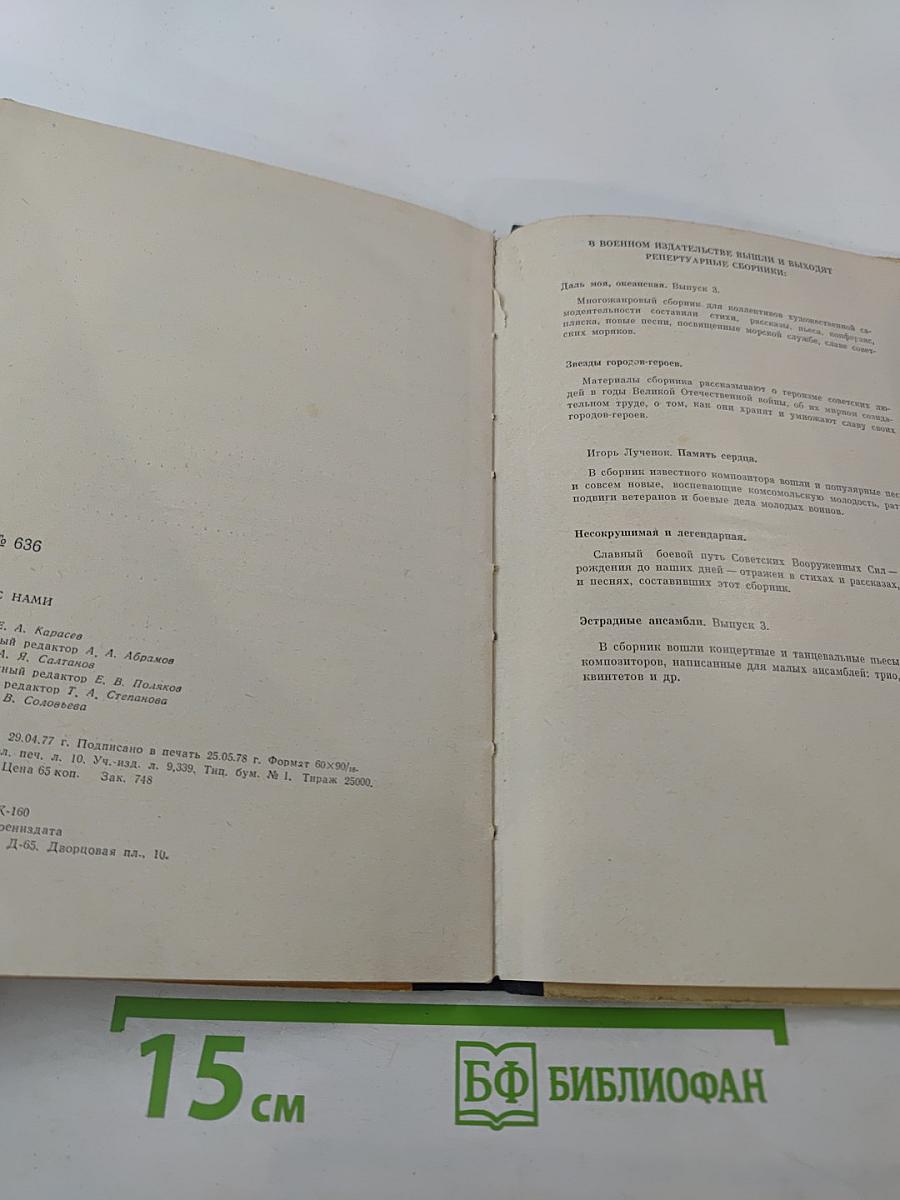 № 636
С НАМИ
Е. А. Карасев
ный редактор А. А. Абрамов
А. Я. Салтанов
нный редактор Е. В. Поляков
редактор Т. А. Степанова
В. Соловьева
29.04.77 г. Подписано в печать 25.05.78 г. Формат 60×90/16.
л. печ. л. 10. Уч.-изд. л. 9,339. Тип. бум. № 1. Тираж 25000.
Цена 65 коп. Зак. 748
К-160
оениздата
Д-65. Дворцовая пл., 10.
В ВОЕННОМ ИЗДАТЕЛЬСТВЕ ВЫШЛИ И ВЫХОДЯТ
РЕПЕРТУАРНЫЕ СБОРНИКИ:
Даль моя, океанская. Выпуск 3.
Многожанровый сборник для коллективов художественной са-
модеятельности составили стихи, рассказы, пьеса, конферанс,
пляска, новые песни, посвященные морской службе, славе совет-
ских моряков.
Звезды городов-героев.
Материалы сборника рассказывают о героизме советских лю-
дей в годы Великой Отечественной войны, об их мирном созида-
тельном труде, о том, как они хранят и умножают славу своих
городов-героев.
Игорь Лученок. Память сердца.
В сборник известного композитора вошли и популярные пес
и совсем новые, воспевающие комсомольскую молодость, рат
подвиги ветеранов и боевые дела молодых воинов.
Несокрушимая и легендарная.
Славный боевой путь Советских Вооруженных Сил —
рождения до наших дней — отражен в стихах и рассказах,
и песнях, составивших этот сборник.
Эстрадные ансамбли. Выпуск 3.
В сборник вошли концертные и танцевальные пьесы
композиторов, написанные для малых ансамблей: трио,
квинтетов и др.
15 см
БФ БИБЛИОФАН